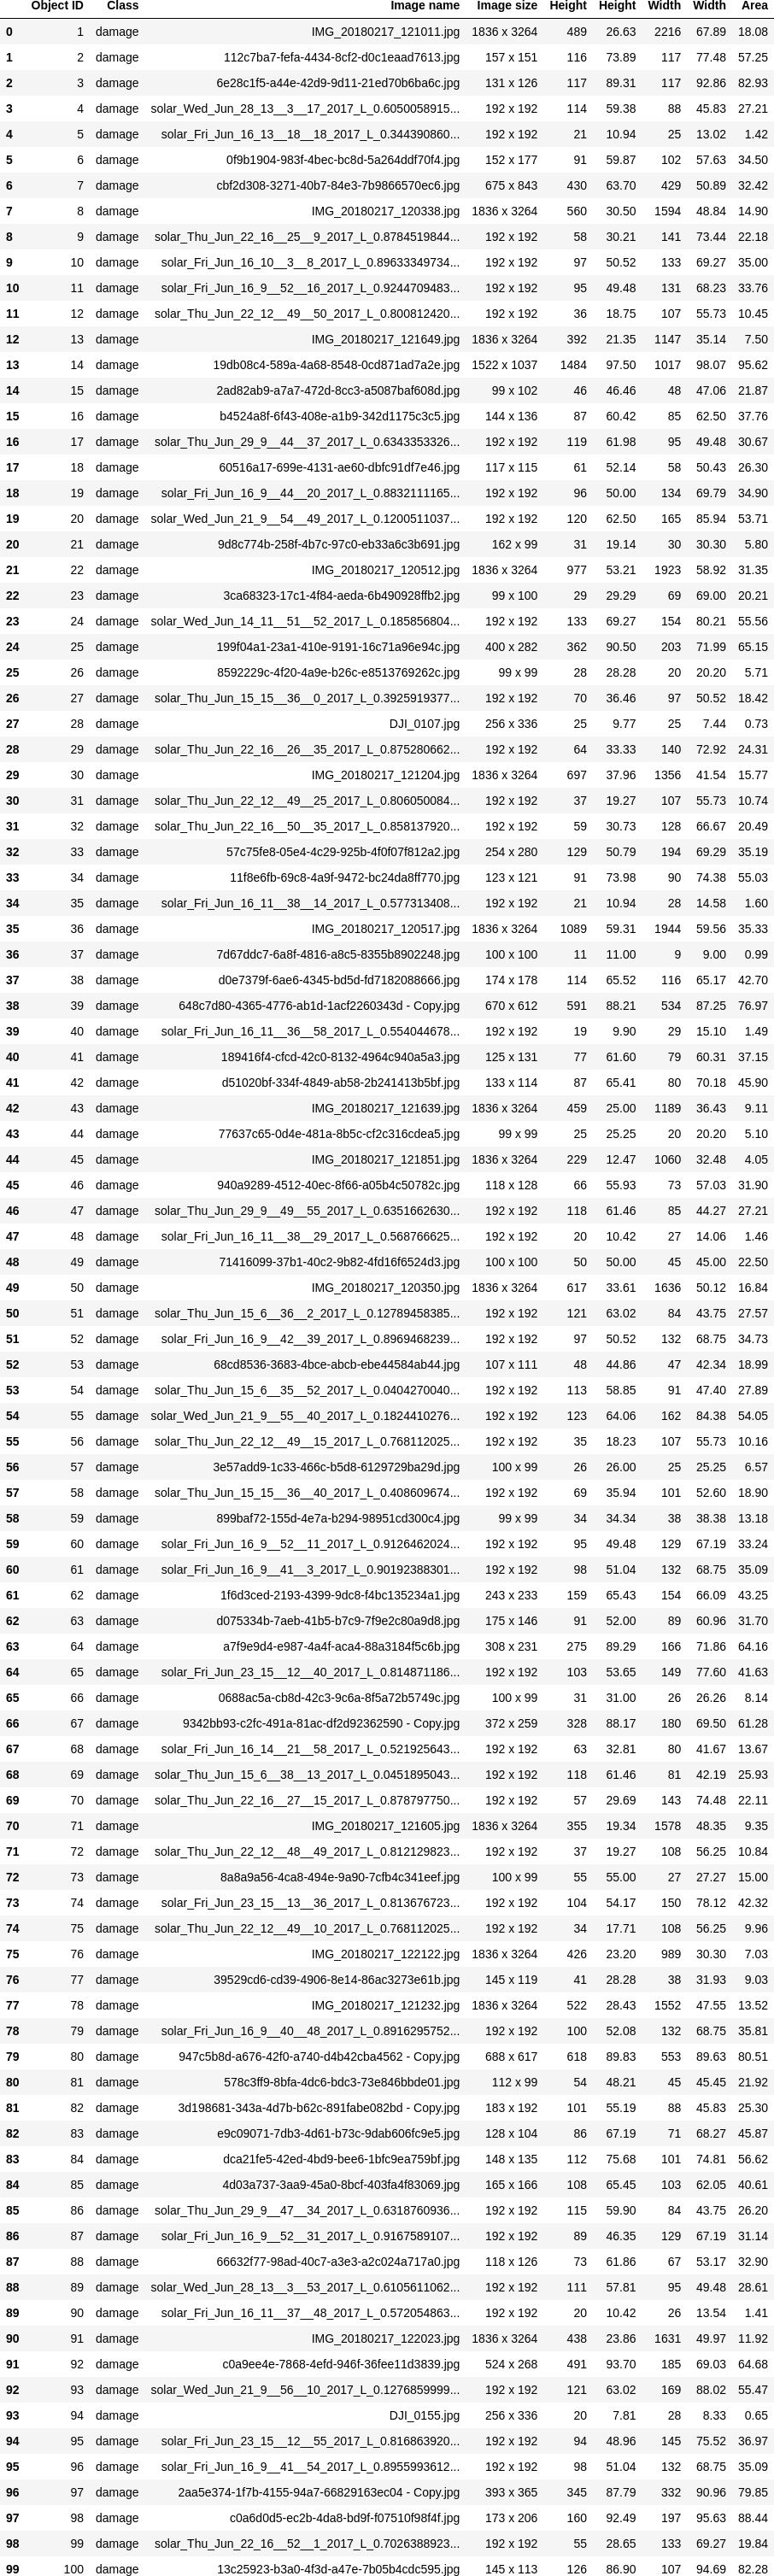 Object ID Class Image name Image size Height Height Width Width Area
0 1 damage IMG_20180217_121011.jpg 1836 x 3264 489 26.63 2216 67.89 18.08
1 2 damage 112c7ba7-fefa-4434-8cf2-d0c1eaad7613.jpg 157 x 151 116 73.89 117 77.48 57.25
2 3 damage 6e28c1f5-a44e-42d9-9d11-21ed70b6ba6c.jpg 131 x 126 117 89.31 117 92.86 82.93
3 4 damage solar_Wed_Jun_28_13__3__17_2017_L_0.6050058915... 192 x 192 114 59.38 88 45.83 27.21
4 5 damage solar_Fri_Jun_16_13__18__18_2017_L_0.344390860... 192 x 192 21 10.94 25 13.02 1.42
5 6 damage 0f9b1904-983f-4bec-bc8d-5a264ddf70f4.jpg 152 x 177 91 59.87 102 57.63 34.50
6 7 damage cbf2d308-3271-40b7-84e3-7b9866570ec6.jpg 675 x 843 430 63.70 429 50.89 32.42
7 8 damage IMG_20180217_120338.jpg 1836 x 3264 560 30.50 1594 48.84 14.90
8 9 damage solar_Thu_Jun_22_16__25__9_2017_L_0.8784519844... 192 x 192 58 30.21 141 73.44 22.18
9 10 damage solar_Fri_Jun_16_10__3__8_2017_L_0.89633349734... 192 x 192 97 50.52 133 69.27 35.00
10 11 damage solar_Fri_Jun_16_9__52__16_2017_L_0.9244709483... 192 x 192 95 49.48 131 68.23 33.76
11 12 damage solar_Thu_Jun_22_12__49__50_2017_L_0.800812420... 192 x 192 36 18.75 107 55.73 10.45
12 13 damage IMG_20180217_121649.jpg 1836 x 3264 392 21.35 1147 35.14 7.50
13 14 damage 19db08c4-589a-4a68-8548-0cd871ad7a2e.jpg 1522 x 1037 1484 97.50 1017 98.07 95.62
14 15 damage 2ad82ab9-a7a7-472d-8cc3-a5087baf608d.jpg 99 x 102 46 46.46 48 47.06 21.87
15 16 damage b4524a8f-6f43-408e-a1b9-342d1175c3c5.jpg 144 x 136 87 60.42 85 62.50 37.76
16 17 damage solar_Thu_Jun_29_9__44__37_2017_L_0.6343353326... 192 x 192 119 61.98 95 49.48 30.67
17 18 damage 60516a17-699e-4131-ae60-dbfc91df7e46.jpg 117 x 115 61 52.14 58 50.43 26.30
18 19 damage solar_Fri_Jun_16_9__44__20_2017_L_0.8832111165... 192 x 192 96 50.00 134 69.79 34.90
19 20 damage solar_Wed_Jun_21_9__54__49_2017_L_0.1200511037... 192 x 192 120 62.50 165 85.94 53.71
20 21 damage 9d8c774b-258f-4b7c-97c0-eb33a6c3b691.jpg 162 x 99 31 19.14 30 30.30 5.80
21 22 damage IMG_20180217_120512.jpg 1836 x 3264 977 53.21 1923 58.92 31.35
22 23 damage 3ca68323-17c1-4f84-aeda-6b490928ffb2.jpg 99 x 100 29 29.29 69 69.00 20.21
23 24 damage solar_Wed_Jun_14_11__51__52_2017_L_0.185856804... 192 x 192 133 69.27 154 80.21 55.56
24 25 damage 199f04a1-23a1-410e-9191-16c71a96e94c.jpg 400 x 282 362 90.50 203 71.99 65.15
25 26 damage 8592229c-4f20-4a9e-b26c-e8513769262c.jpg 99 x 99 28 28.28 20 20.20 5.71
26 27 damage solar_Thu_Jun_15_15__36__0_2017_L_0.3925919377... 192 x 192 70 36.46 97 50.52 18.42
27 28 damage DJI_0107.jpg 256 x 336 25 9.77 25 7.44 0.73
28 29 damage solar_Thu_Jun_22_16__26__35_2017_L_0.875280662... 192 x 192 64 33.33 140 72.92 24.31
29 30 damage IMG_20180217_121204.jpg 1836 x 3264 697 37.96 1356 41.54 15.77
30 31 damage solar_Thu_Jun_22_12__49__25_2017_L_0.806050084... 192 x 192 37 19.27 107 55.73 10.74
31 32 damage solar_Thu_Jun_22_16__50__35_2017_L_0.858137920... 192 x 192 59 30.73 128 66.67 20.49
32 33 damage 57c75fe8-05e4-4c29-925b-4f0f07f812a2.jpg 254 x 280 129 50.79 194 69.29 35.19
33 34 damage 11f8e6fb-69c8-4a9f-9472-bc24da8ff770.jpg 123 x 121 91 73.98 90 74.38 55.03
34 35 damage solar_Fri_Jun_16_11__38__14_2017_L_0.577313408... 192 x 192 21 10.94 28 14.58 1.60
35 36 damage IMG_20180217_120517.jpg 1836 x 3264 1089 59.31 1944 59.56 35.33
36 37 damage 7d67ddc7-6a8f-4816-a8c5-8355b8902248.jpg 100 x 100 11 11.00 9 9.00 0.99
37 38 damage d0e7379f-6ae6-4345-bd5d-fd7182088666.jpg 174 x 178 114 65.52 116 65.17 42.70
38 39 damage 648c7d80-4365-4776-ab1d-1acf2260343d - Copy.jpg 670 x 612 591 88.21 534 87.25 76.97
39 40 damage solar_Fri_Jun_16_11__36__58_2017_L_0.554044678... 192 x 192 19 9.90 29 15.10 1.49
40 41 damage 189416f4-cfcd-42c0-8132-4964c940a5a3.jpg 125 x 131 77 61.60 79 60.31 37.15
41 42 damage d51020bf-334f-4849-ab58-2b241413b5bf.jpg 133 x 114 87 65.41 80 70.18 45.90
42 43 damage IMG_20180217_121639.jpg 1836 x 3264 459 25.00 1189 36.43 9.11
43 44 damage 77637c65-0d4e-481a-8b5c-cf2c316cdea5.jpg 99 x 99 25 25.25 20 20.20 5.10
44 45 damage IMG_20180217_121851.jpg 1836 x 3264 229 12.47 1060 32.48 4.05
45 46 damage 940a9289-4512-40ec-8f66-a05b4c50782c.jpg 118 x 128 66 55.93 73 57.03 31.90
46 47 damage solar_Thu_Jun_29_9__49__55_2017_L_0.6351662630... 192 x 192 118 61.46 85 44.27 27.21
47 48 damage solar_Fri_Jun_16_11__38__29_2017_L_0.568766625... 192 x 192 20 10.42 27 14.06 1.46
48 49 damage 71416099-37b1-40c2-9b82-4fd16f6524d3.jpg 100 x 100 50 50.00 45 45.00 22.50
49 50 damage IMG_20180217_120350.jpg 1836 x 3264 617 33.61 1636 50.12 16.84
50 51 damage solar_Thu_Jun_15_6__36__2_2017_L_0.12789458385... 192 x 192 121 63.02 84 43.75 27.57
51 52 damage solar_Fri_Jun_16_9__42__39_2017_L_0.8969468239... 192 x 192 97 50.52 132 68.75 34.73
52 53 damage 68cd8536-3683-4bce-abcb-ebe44584ab44.jpg 107 x 111 48 44.86 47 42.34 18.99
53 54 damage solar_Thu_Jun_15_6__35__52_2017_L_0.0404270040... 192 x 192 113 58.85 91 47.40 27.89
54 55 damage solar_Wed_Jun_21_9__55__40_2017_L_0.1824410276... 192 x 192 123 64.06 162 84.38 54.05
55 56 damage solar_Thu_Jun_22_12__49__15_2017_L_0.768112025... 192 x 192 35 18.23 107 55.73 10.16
56 57 damage 3e57add9-1c33-466c-b5d8-6129729ba29d.jpg 100 x 99 26 26.00 25 25.25 6.57
57 58 damage solar_Thu_Jun_15_15__36__40_2017_L_0.408609674... 192 x 192 69 35.94 101 52.60 18.90
58 59 damage 899baf72-155d-4e7a-b294-98951cd300c4.jpg 99 x 99 34 34.34 38 38.38 13.18
59 60 damage solar_Fri_Jun_16_9__52__11_2017_L_0.9126462024... 192 x 192 95 49.48 129 67.19 33.24
60 61 damage solar_Fri_Jun_16_9__41__3_2017_L_0.90192388301... 192 x 192 98 51.04 132 68.75 35.09
61 62 damage 1f6d3ced-2193-4399-9dc8-f4bc135234a1.jpg 243 x 233 159 65.43 154 66.09 43.25
62 63 damage d075334b-7aeb-41b5-b7c9-7f9e2c80a9d8.jpg 175 x 146 91 52.00 89 60.96 31.70
63 64 damage a7f9e9d4-e987-4a4f-aca4-88a3184f5c6b.jpg 308 x 231 275 89.29 166 71.86 64.16
64 65 damage solar_Fri_Jun_23_15__12__40_2017_L_0.814871186... 192 x 192 103 53.65 149 77.60 41.63
65 66 damage 0688ac5a-cb8d-42c3-9c6a-8f5a72b5749c.jpg 100 x 99 31 31.00 26 26.26 8.14
66 67 damage 9342bb93-c2fc-491a-81ac-df2d92362590 - Copy.jpg 372 x 259 328 88.17 180 69.50 61.28
67 68 damage solar_Fri_Jun_16_14__21__58_2017_L_0.521925643... 192 x 192 63 32.81 80 41.67 13.67
68 69 damage solar_Thu_Jun_15_6__38__13_2017_L_0.0451895043... 192 x 192 118 61.46 81 42.19 25.93
69 70 damage solar_Thu_Jun_22_16__27__15_2017_L_0.878797750... 192 x 192 57 29.69 143 74.48 22.11
70 71 damage IMG_20180217_121605.jpg 1836 x 3264 355 19.34 1578 48.35 9.35
71 72 damage solar_Thu_Jun_22_12__48__49_2017_L_0.812129823... 192 x 192 37 19.27 108 56.25 10.84
72 73 damage 8a8a9a56-4ca8-494e-9a90-7cfb4c341eef.jpg 100 x 99 55 55.00 27 27.27 15.00
73 74 damage solar_Fri_Jun_23_15__13__36_2017_L_0.813676723... 192 x 192 104 54.17 150 78.12 42.32
74 75 damage solar_Thu_Jun_22_12__49__10_2017_L_0.768112025... 192 x 192 34 17.71 108 56.25 9.96
75 76 damage IMG_20180217_122122.jpg 1836 x 3264 426 23.20 989 30.30 7.03
76 77 damage 39529cd6-cd39-4906-8e14-86ac3273e61b.jpg 145 x 119 41 28.28 38 31.93 9.03
77 78 damage IMG_20180217_121232.jpg 1836 x 3264 522 28.43 1552 47.55 13.52
78 79 damage solar_Fri_Jun_16_9__40__48_2017_L_0.8916295752... 192 x 192 100 52.08 132 68.75 35.81
79 80 damage 947c5b8d-a676-42f0-a740-d4b42cba4562 - Copy.jpg 688 x 617 618 89.83 553 89.63 80.51
80 81 damage 578c3ff9-8bfa-4dc6-bdc3-73e846bbde01.jpg 112 x 99 54 48.21 45 45.45 21.92
81 82 damage 3d198681-343a-4d7b-b62c-891fabe082bd - Copy.jpg 183 x 192 101 55.19 88 45.83 25.30
82 83 damage e9c09071-7db3-4d61-b73c-9dab606fc9e5.jpg 128 x 104 86 67.19 71 68.27 45.87
83 84 damage dca21fe5-42ed-4bd9-bee6-1bfc9ea759bf.jpg 148 x 135 112 75.68 101 74.81 56.62
84 85 damage 4d03a737-3aa9-45a0-8bcf-403fa4f83069.jpg 165 x 166 108 65.45 103 62.05 40.61
85 86 damage solar_Thu_Jun_29_9__47__34_2017_L_0.6318760936... 192 x 192 115 59.90 84 43.75 26.20
86 87 damage solar_Fri_Jun_16_9__52__31_2017_L_0.9167589107... 192 x 192 89 46.35 129 67.19 31.14
87 88 damage 66632f77-98ad-40c7-a3e3-a2c024a717a0.jpg 118 x 126 73 61.86 67 53.17 32.90
88 89 damage solar_Wed_Jun_28_13__3__53_2017_L_0.6105611062... 192 x 192 111 57.81 95 49.48 28.61
89 90 damage solar_Fri_Jun_16_11__37__48_2017_L_0.572054863... 192 x 192 20 10.42 26 13.54 1.41
90 91 damage IMG_20180217_122023.jpg 1836 x 3264 438 23.86 1631 49.97 11.92
91 92 damage c0a9ee4e-7868-4efd-946f-36fee11d3839.jpg 524 x 268 491 93.70 185 69.03 64.68
92 93 damage solar_Wed_Jun_21_9__56__10_2017_L_0.1276859999... 192 x 192 121 63.02 169 88.02 55.47
93 94 damage DJI_0155.jpg 256 x 336 20 7.81 28 8.33 0.65
94 95 damage solar_Fri_Jun_23_15__12__55_2017_L_0.816863920... 192 x 192 94 48.96 145 75.52 36.97
95 96 damage solar_Fri_Jun_16_9__41__54_2017_L_0.8955993612... 192 x 192 98 51.04 132 68.75 35.09
96 97 damage 2aa5e374-1f7b-4155-94a7-66829163ec04 - Copy.jpg 393 x 365 345 87.79 332 90.96 79.85
97 98 damage c0a6d0d5-ec2b-4da8-bd9f-f07510f98f4f.jpg 173 x 206 160 92.49 197 95.63 88.44
98 99 damage solar_Thu_Jun_22_16__52__1_2017_L_0.7026388923... 192 x 192 55 28.65 133 69.27 19.84
99 100 damage 13c25923-b3a0-4f3d-a47e-7b05b4cdc595.jpg 145 x 113 126 86.90 107 94.69 82.28